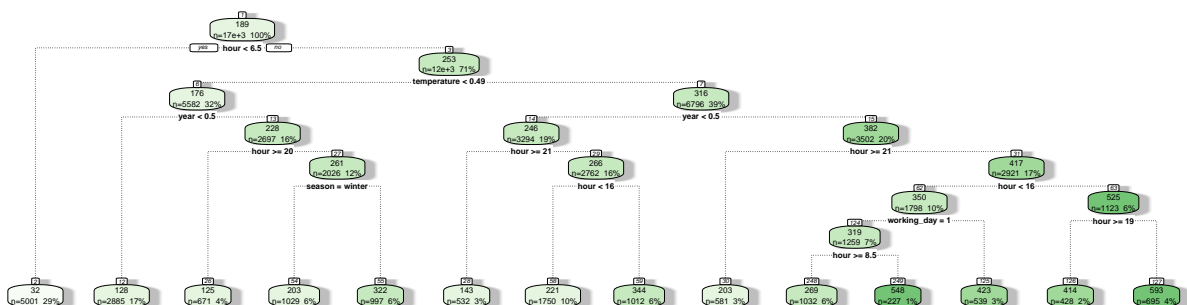 1
189
n=17e+3 100%
yes hour < 6.5 no
3
253
n=12e+3 71%
temperature < 0.49
6
176
n=5582 32%
year < 0.5
7
316
n=6796 39%
year < 0.5
13
228
n=2697 16%
hour >= 20
14
246
n=3294 19%
hour >= 21
15
382
n=3502 20%
hour >= 21
27
261
n=2026 12%
season = winter
29
266
n=2762 16%
hour < 16
31
417
n=2921 17%
hour < 16
62
350
n=1798 10%
working_day = 1
63
525
n=1123 6%
hour >= 19
124
319
n=1259 7%
hour >= 8.5
2
32
n=5001 29%
12
128
n=2885 17%
26
125
n=671 4%
54
203
n=1029 6%
55
322
n=997 6%
28
143
n=532 3%
58
221
n=1750 10%
59
344
n=1012 6%
30
203
n=581 3%
248
269
n=1032 6%
249
548
n=227 1%
125
423
n=539 3%
126
414
n=428 2%
127
593
n=695 4%